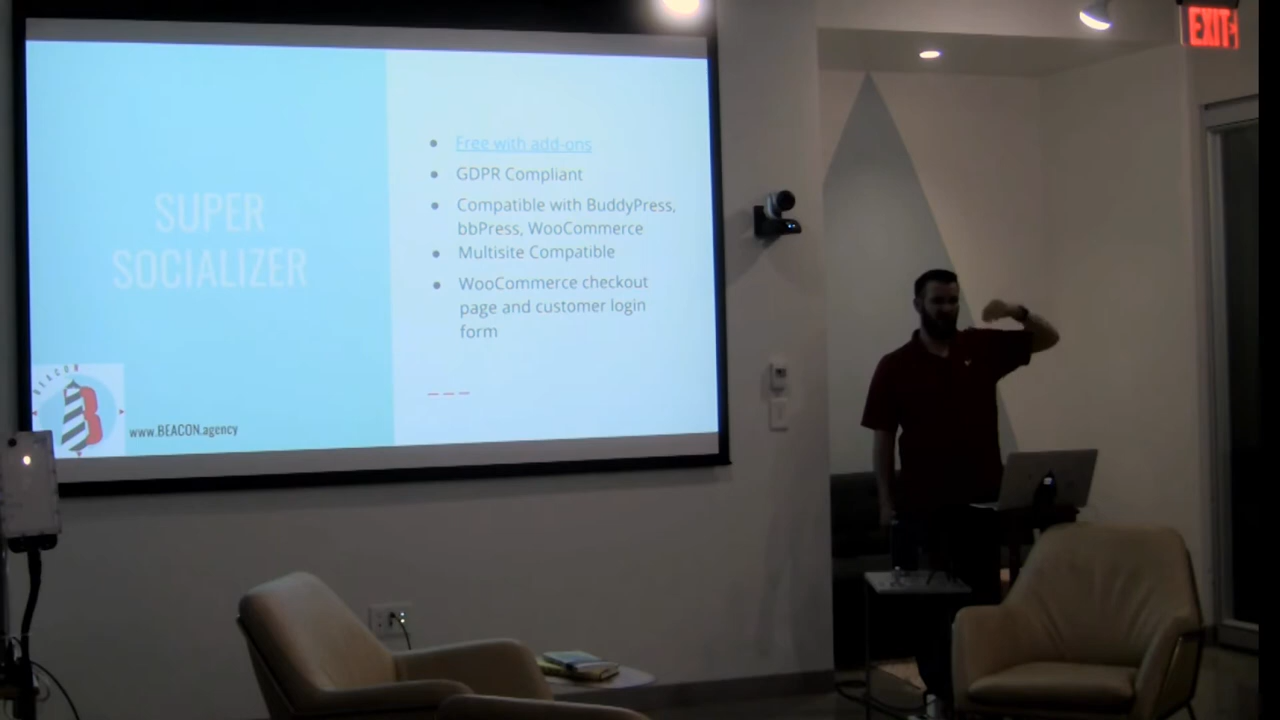 SUPER
SOCIALIZER
Free with add-ons
GDPR Compliant
Compatible with BuddyPress,
bbPress, WooCommerce
Multisite Compatible
WooCommerce checkout
page and customer login
form
BEACON
B
www.BEACON.agency
EXIT